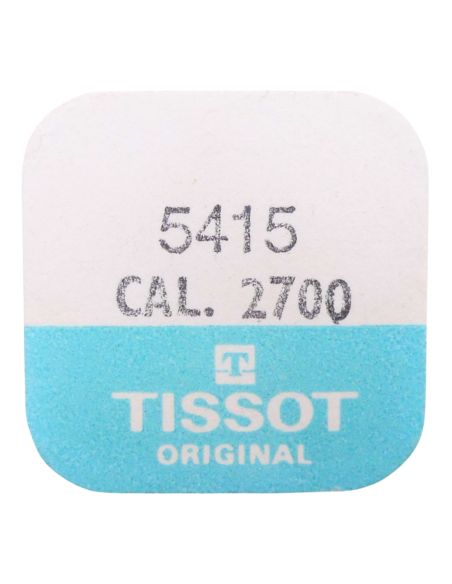 5415
CAL. 2700
T
TISSOT
ORIGINAL